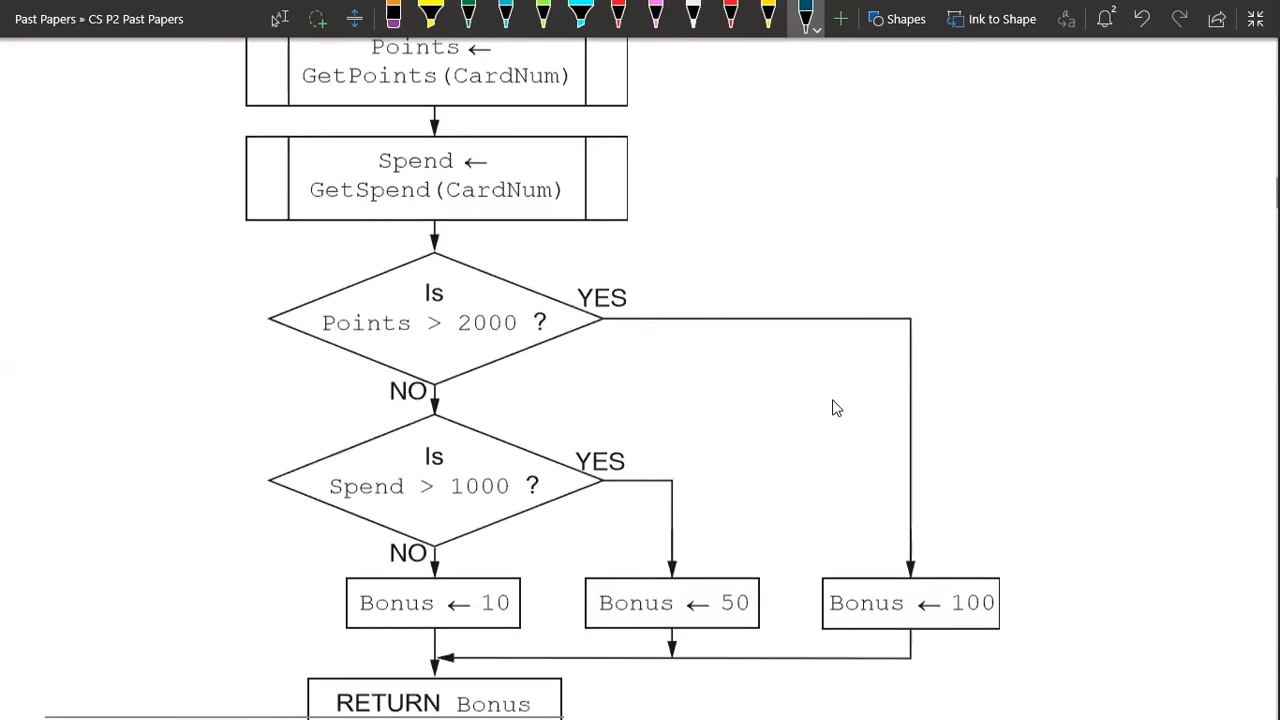 Past Papers » CS P2 Past Papers
Shapes
Ink to Shape
2
Points ←
GetPoints(CardNum)
Spend ←
GetSpend(CardNum)
Is
Points > 2000 ?
YES
NO
Is
Spend > 1000 ?
YES
NO
Bonus ← 10
Bonus ← 50
Bonus ← 100
RETURN Bonus